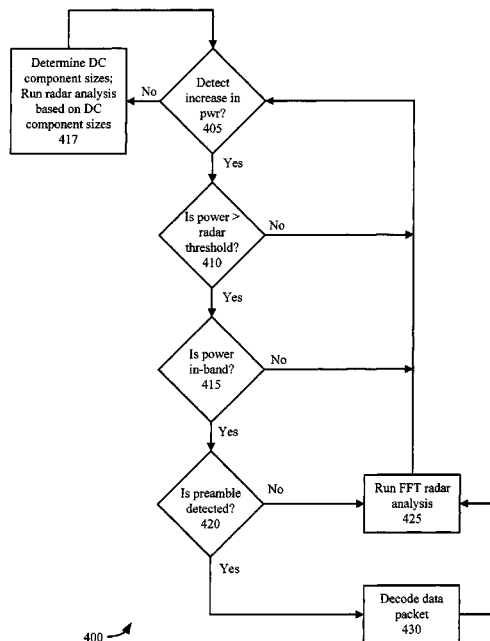 Determine DC
component sizes;
Run radar analysis
based on DC
component sizes
417
No
Detect
increase in
pwr?
405
Yes
Is power >
radar
threshold?
410
No
Yes
Is power
in-band?
415
No
Yes
Is preamble
detected?
420
No
Run FFT radar
analysis
425
Yes
Decode data
packet
430
400